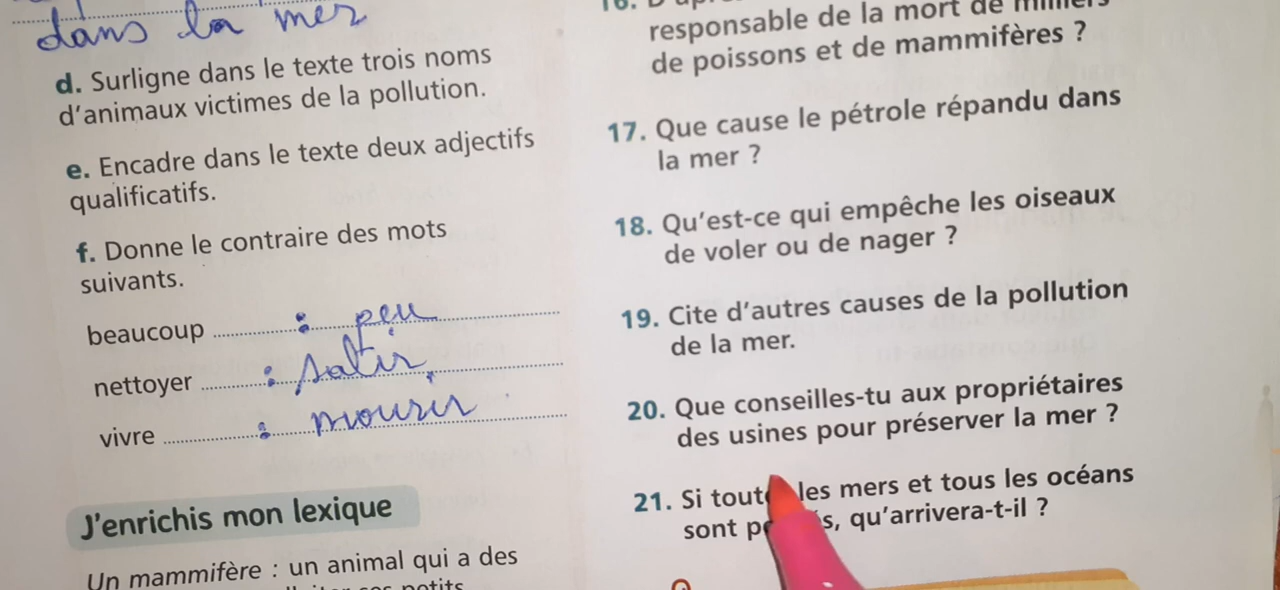 dans la mer
d. Surligne dans le texte trois noms
d'animaux victimes de la pollution.
e. Encadre dans le texte deux adjectifs
qualificatifs.
f. Donne le contraire des mots
suivants.
beaucoup : peu
nettoyer : salir
vivre : mourir
J'enrichis mon lexique
Un mammifère : un animal qui a des
petits
16.
responsable de la mort de milliers
de poissons et de mammifères ?
17. Que cause le pétrole répandu dans
la mer ?
18. Qu'est-ce qui empêche les oiseaux
de voler ou de nager ?
19. Cite d'autres causes de la pollution
de la mer.
20. Que conseilles-tu aux propriétaires
des usines pour préserver la mer ?
21. Si les mers et tous les océans
sont qu'arrivera-t-il ?